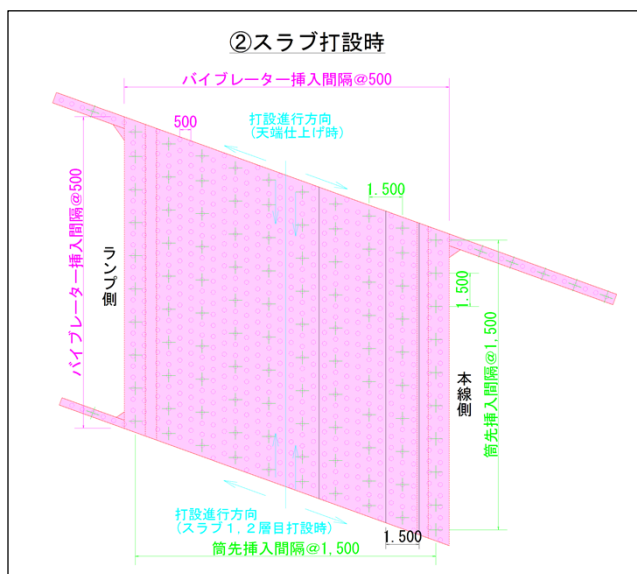 ②スラブ打設時
バイブレーター挿入間隔@500
500
打設進行方向
(天端仕上げ時)
1.500
バイブレーター挿入間隔@500
ランプ側
1.500
筒先挿入間隔@1,500
本線側
打設進行方向
(スラブ1,2層目打設時)
1.500
筒先挿入間隔@1,500